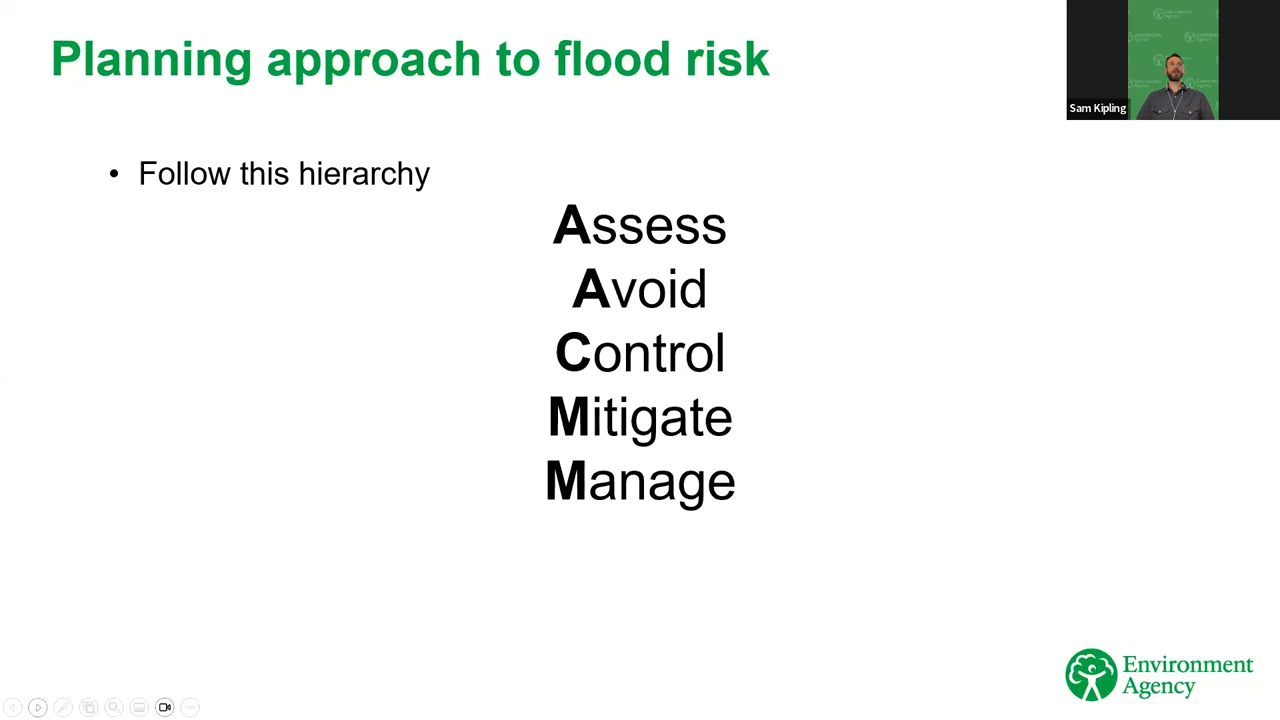 Planning approach to flood risk
Sam Kipling
• Follow this hierarchy
Assess
Avoid
Control
Mitigate
Manage
Environment
Agency